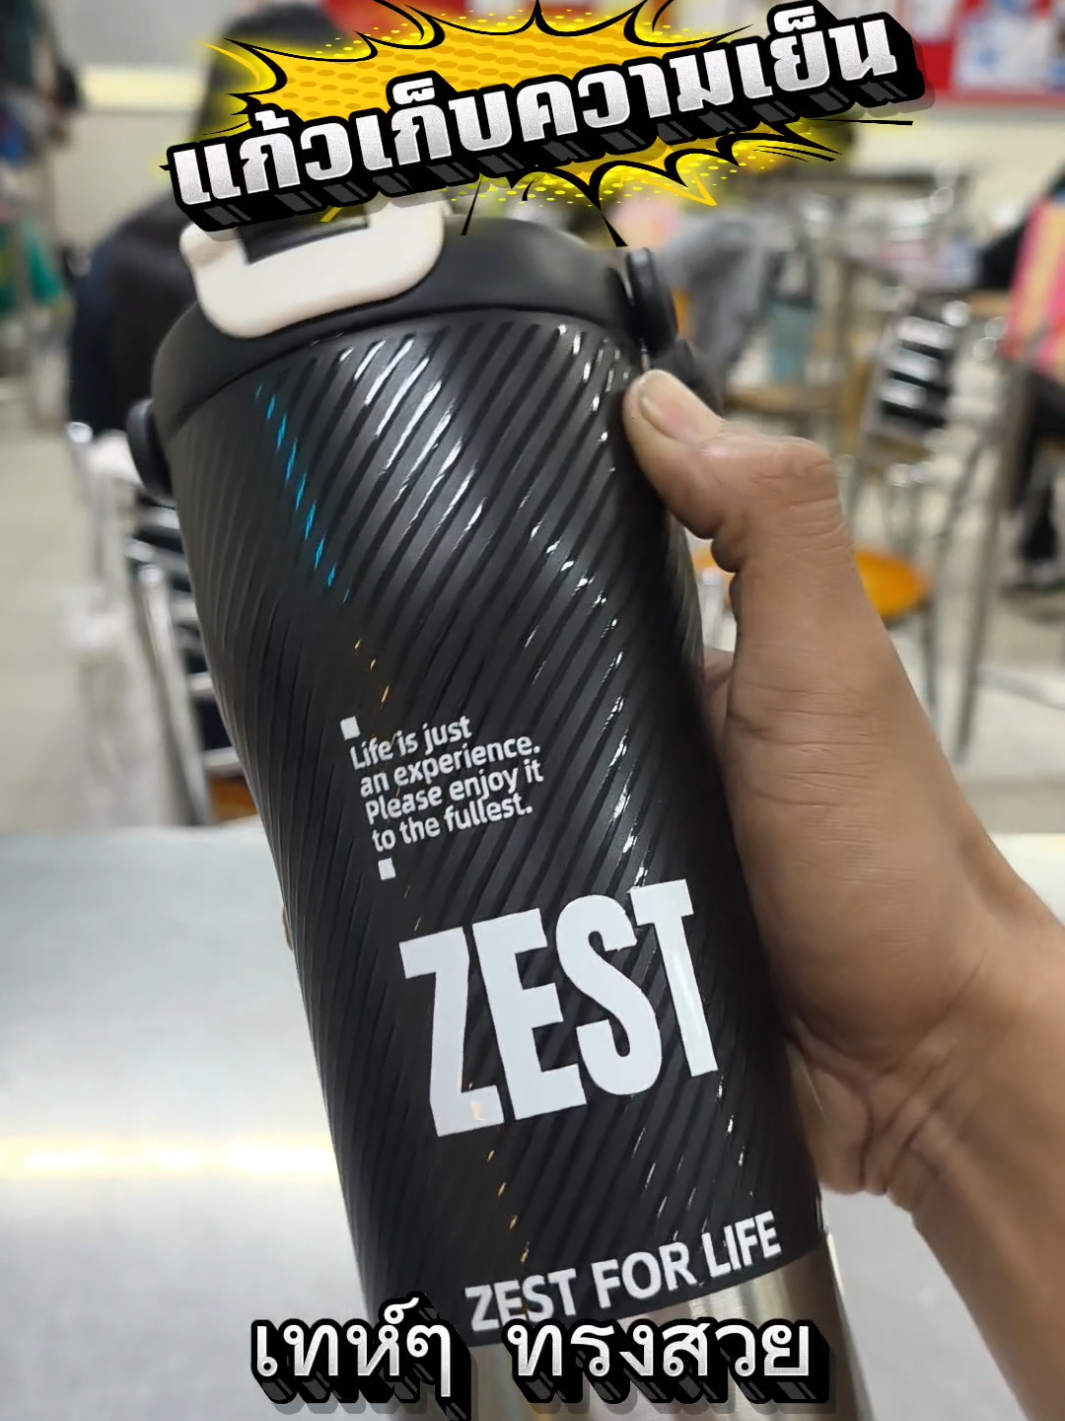 แก้วเก็บความเย็น
Life is just
an experience.
Please enjoy it
to the fullest.
ZEST
ZEST FOR LIFE
เทห์ๆ ทรงสวย